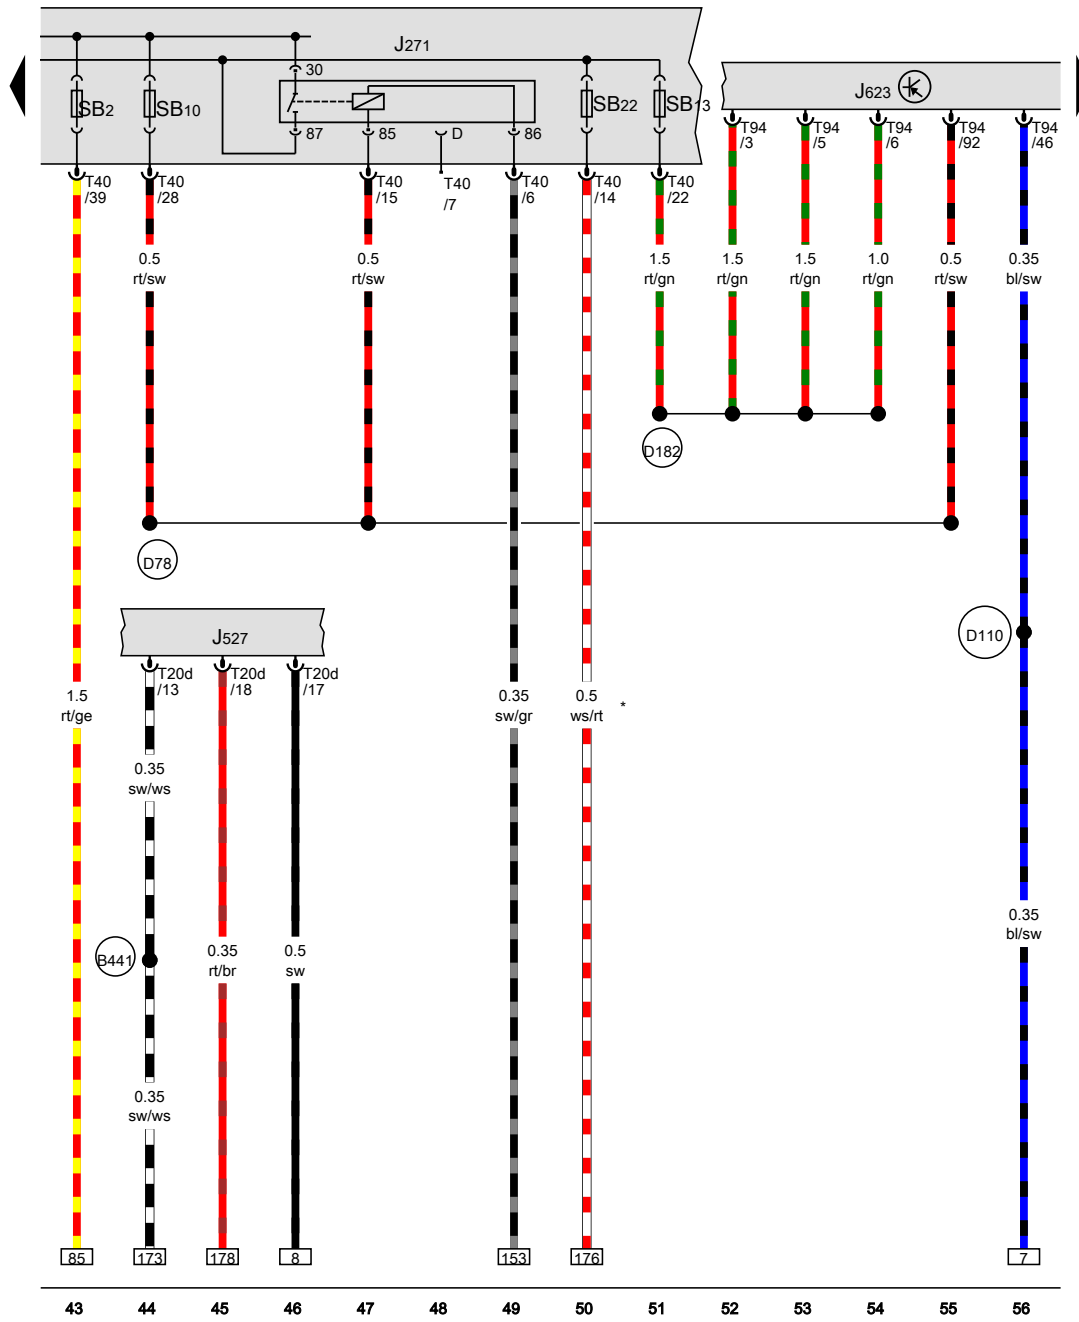 J271
J623
30
SB2
SB10
SB22
SB13
87
85
D
86
T94
/3
T94
/5
T94
/6
T94
/92
T94
/46
T40
/39
T40
/28
T40
/15
T40
/7
T40
/6
T40
/14
T40
/22
0.5
rt/sw
0.5
rt/sw
1.5
rt/gn
1.5
rt/gn
1.5
rt/gn
1.0
rt/gn
0.5
rt/sw
0.35
bl/sw
D182
D78
J527
D110
T20d
/13
T20d
/18
T20d
/17
1.5
rt/ge
0.35
sw/gr
0.5
ws/rt
*
0.35
sw/ws
B441
0.35
rt/br
0.5
sw
0.35
bl/sw
0.35
sw/ws
85
173
178
8
153
176
7
43 44 45 46 47 48 49 50 51 52 53 54 55 56